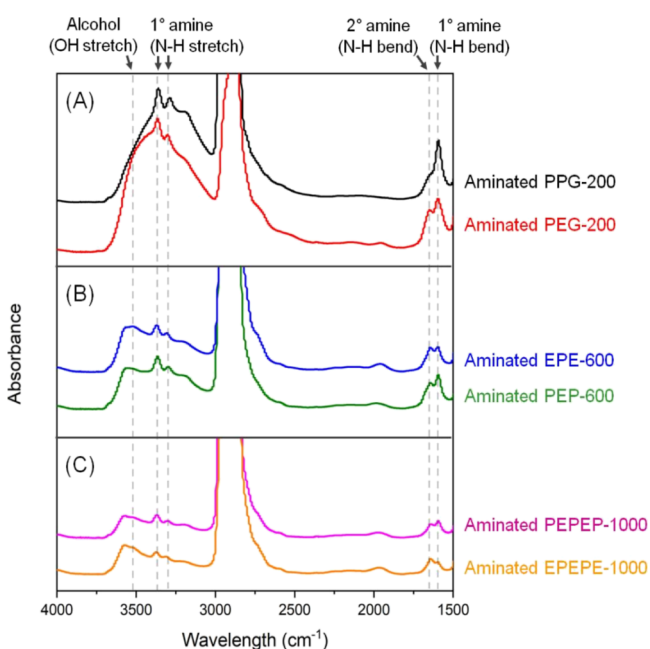 Alcohol
(OH stretch)
1° amine
(N-H stretch)
2° amine
(N-H bend)
1° amine
(N-H bend)
(A)
Aminated PPG-200
Aminated PEG-200
(B)
Aminated EPE-600
Aminated PEP-600
(C)
Aminated PEPEP-1000
Aminated EPEPE-1000
Absorbance
4000
3500
3000
2500
2000
1500
Wavelength (cm⁻¹)